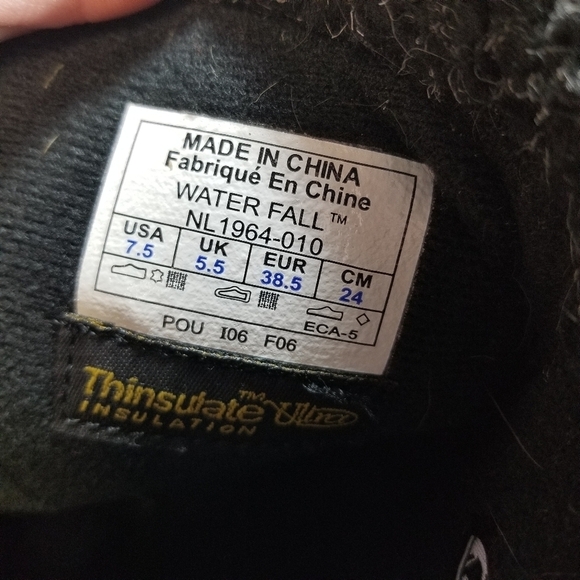 MADE IN CHINA
Fabriqué En Chine
WATER FALL™
NL1964-010
USA UK EUR CM
7.5 5.5 38.5 24
ECA-5
POU I06 F06
Thinsulate™ Ultra
INSULATION